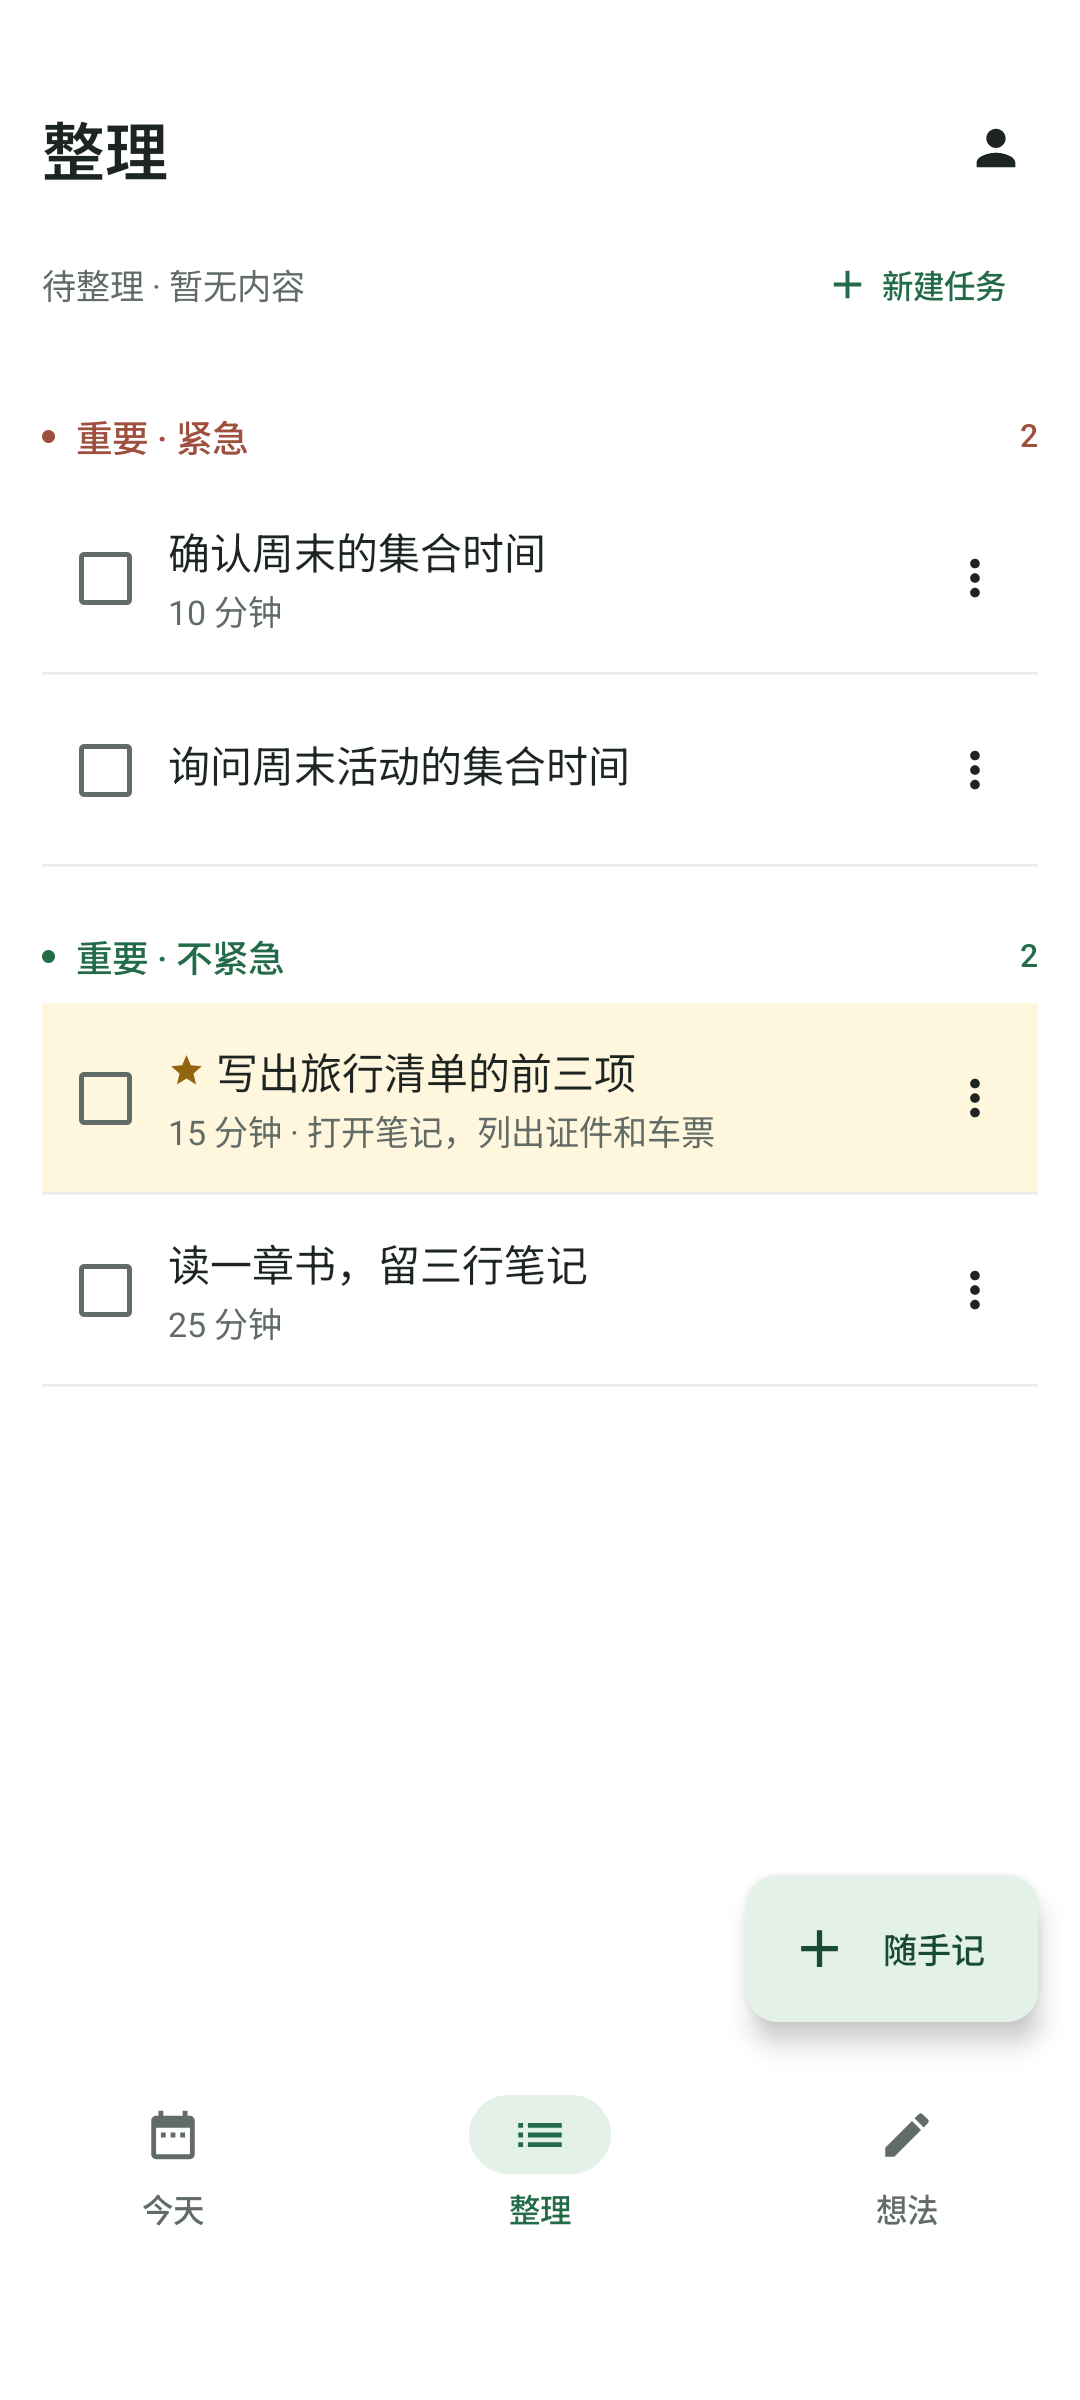 整理
待整理 · 暂无内容
新建任务
重要 · 紧急
2
确认周末的集合时间
10 分钟
询问周末活动的集合时间
重要 · 不紧急
2
写出旅行清单的前三项
15 分钟 · 打开笔记，列出证件和车票
读一章书，留三行笔记
25 分钟
随手记
今天
整理
想法